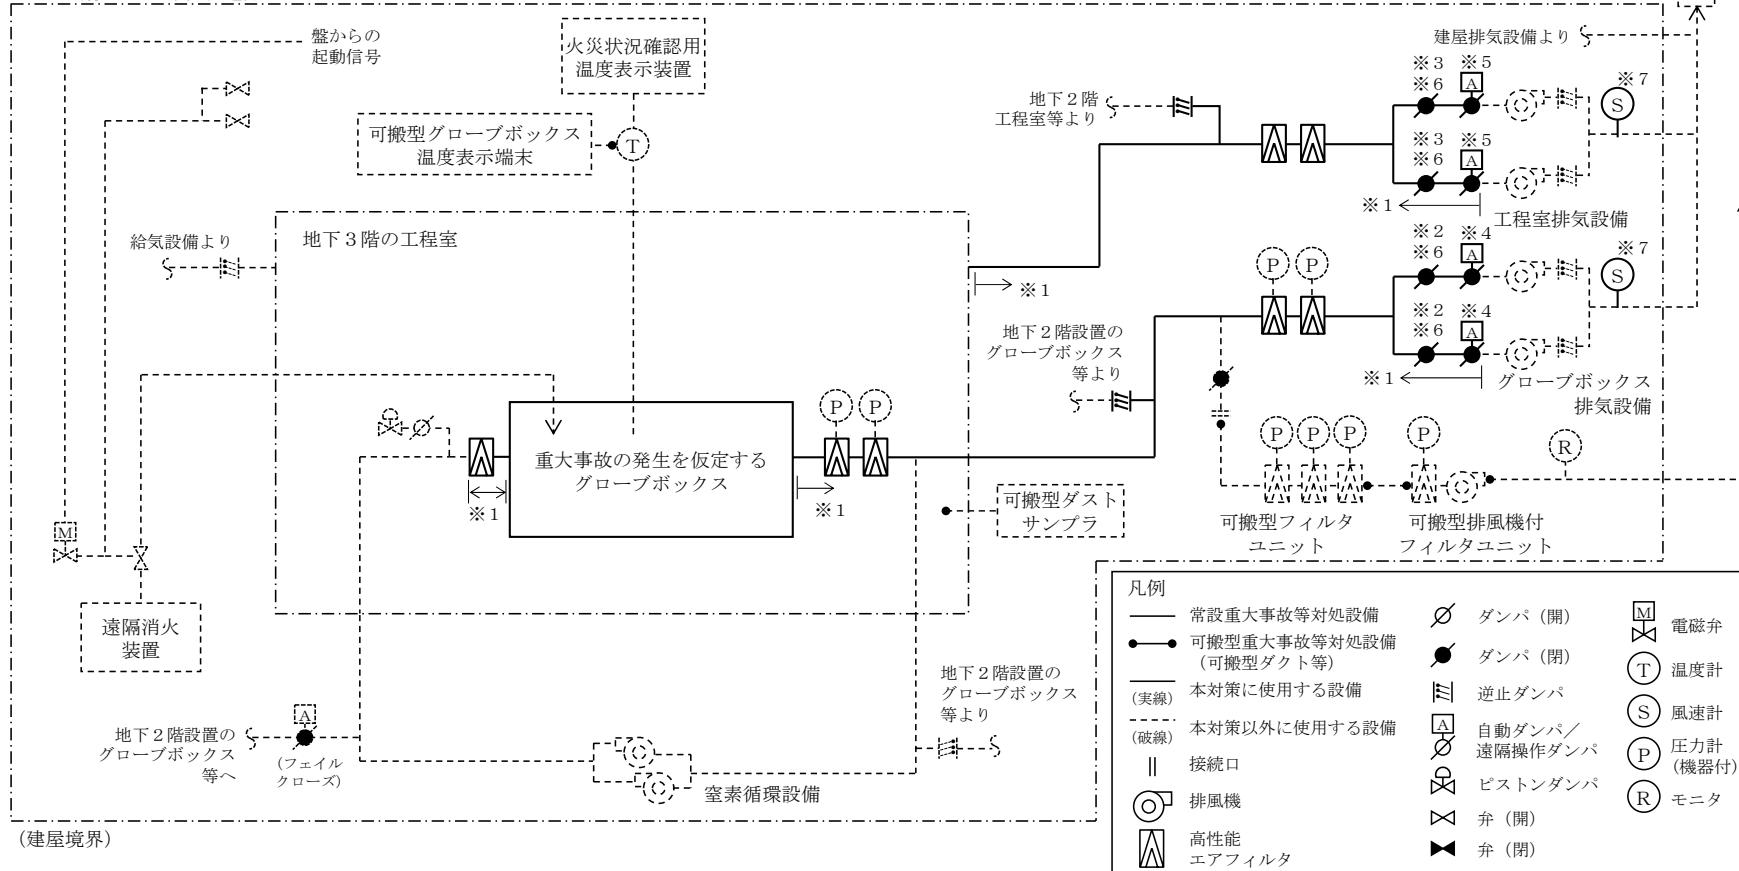 盤からの
起動信号
火災状況確認用
温度表示装置
可搬型グローブボックス
温度表示端末
T
建屋排気設備より
地下２階
工程室等より
※３ ※５
※６ A
※７
S
※３ ※５
※６ A
※１
工程室排気設備
給気設備より
地下３階の工程室
※１
※２ ※４
※６ A
※７
S
P P
※２ ※４
※６ A
※１
グローブボックス
排気設備
地下２階設置の
グローブボックス
等より
P P
重大事故の発生を仮定する
グローブボックス
※１
※１
P P P P
R
可搬型ダスト
サンプラ
可搬型フィルタ
ユニット
可搬型排風機付
フィルタユニット
M
遠隔消火
装置
A
地下２階設置の
グローブボックス
等へ
（フェイル
クローズ）
窒素循環設備
地下２階設置の
グローブボックス
等より
（建屋境界）
凡例
常設重大事故等対処設備
可搬型重大事故等対処設備
（可搬型ダクト等）
（実線） 本対策に使用する設備
（破線） 本対策以外に使用する設備
接続口
排風機
高性能
エアフィルタ
ダンパ（開）
ダンパ（閉）
逆止ダンパ
A 自動ダンパ／
遠隔操作ダンパ
ピストンダンパ
弁（開）
弁（閉）
M 電磁弁
T 温度計
S 風速計
P 圧力計
（機器付）
R モニタ